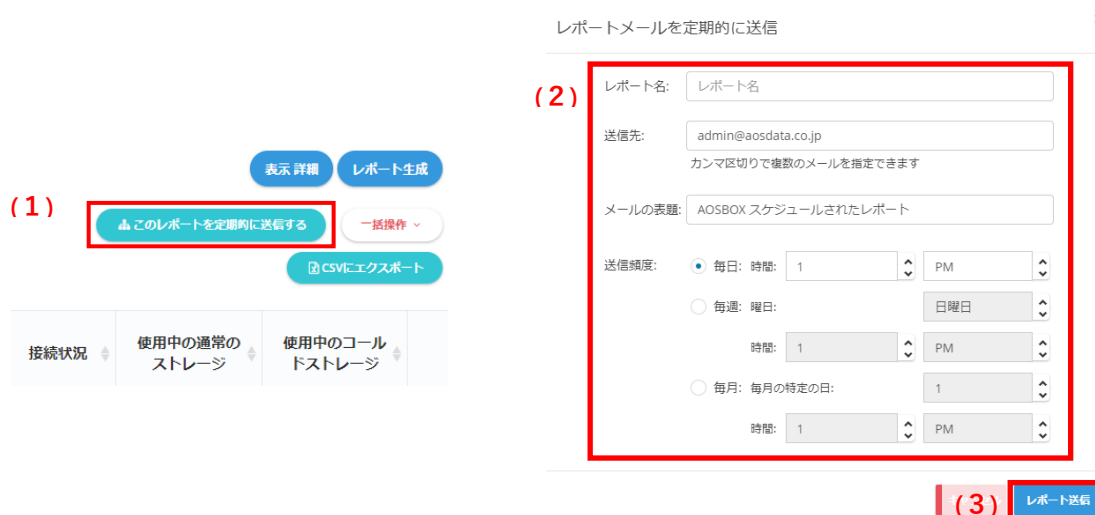 レポートメールを定期的に送信
(1)
表示 詳細
レポート生成
このレポートを定期的に送信する
一括操作
CSVにエクスポート
接続状況
使用中の通常の
ストレージ
使用中のコール
ドストレージ
(2)
レポート名: レポート名
送信先: admin@aosdata.co.jp
カンマ区切りで複数のメールを指定できます
メールの表題: AOSBOX スケジュールされたレポート
送信頻度: 毎日: 時間: 1 PM
毎週: 曜日: 日曜日
時間: 1 PM
毎月: 毎月の特定の日: 1
時間: 1 PM
(3)
レポート送信